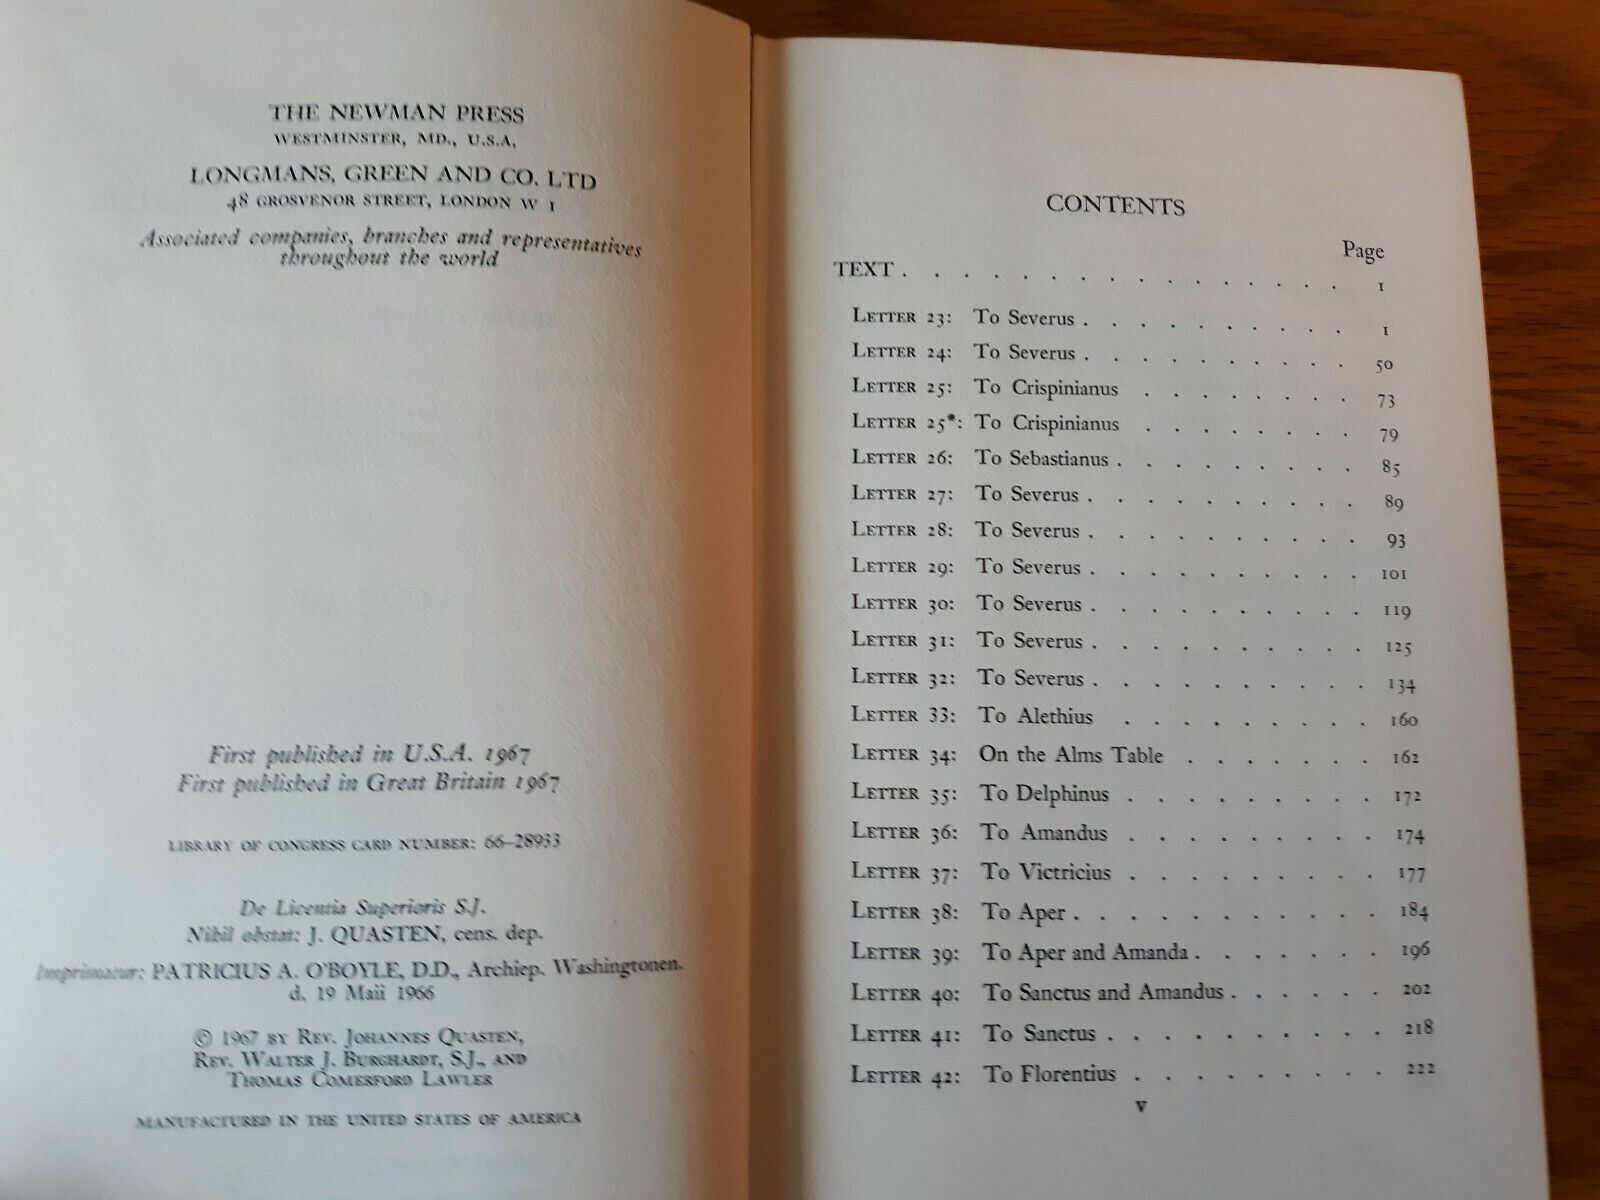 THE NEWMAN PRESS
WESTMINSTER, MD., U.S.A.
LONGMANS, GREEN AND CO. LTD
48 GROSVENOR STREET, LONDON W 1
Associated companies, branches and representatives
throughout the world
First published in U.S.A. 1967
First published in Great Britain 1967
LIBRARY OF CONGRESS CARD NUMBER: 66-28933
De Licentia Superioris S.J.
Nihil obstat: J. QUASTEN, cens. dep.
Imprimatur: PATRICIUS A. O'BOYLE, D.D., Archiep. Washingtonen.
d. 19 Maii 1966
© 1967 BY REV. JOHANNES QUASTEN,
REV. WALTER J. BURGHARDT, S.J., AND
THOMAS COMERFORD LAWLER
MANUFACTURED IN THE UNITED STATES OF AMERICA
CONTENTS
Page
TEXT . . . . . . . . . . . . . . . 1
LETTER 23: To Severus . . . . . . . . . . 1
LETTER 24: To Severus . . . . . . . . . . 50
LETTER 25: To Crispinianus . . . . . . . . 73
LETTER 25*: To Crispinianus . . . . . . . . 79
LETTER 26: To Sebastianus . . . . . . . . . 85
LETTER 27: To Severus . . . . . . . . . . 89
LETTER 28: To Severus . . . . . . . . . . 93
LETTER 29: To Severus . . . . . . . . . . 101
LETTER 30: To Severus . . . . . . . . . . 119
LETTER 31: To Severus . . . . . . . . . . 125
LETTER 32: To Severus . . . . . . . . . . 134
LETTER 33: To Alethius . . . . . . . . . 160
LETTER 34: On the Alms Table . . . . . . . 162
LETTER 35: To Delphinus . . . . . . . . . 172
LETTER 36: To Amandus . . . . . . . . . 174
LETTER 37: To Victricius . . . . . . . . . 177
LETTER 38: To Aper . . . . . . . . . . . 184
LETTER 39: To Aper and Amanda . . . . . . . 196
LETTER 40: To Sanctus and Amandus . . . . . . 202
LETTER 41: To Sanctus . . . . . . . . . . 218
LETTER 42: To Florentius . . . . . . . . . 222
v